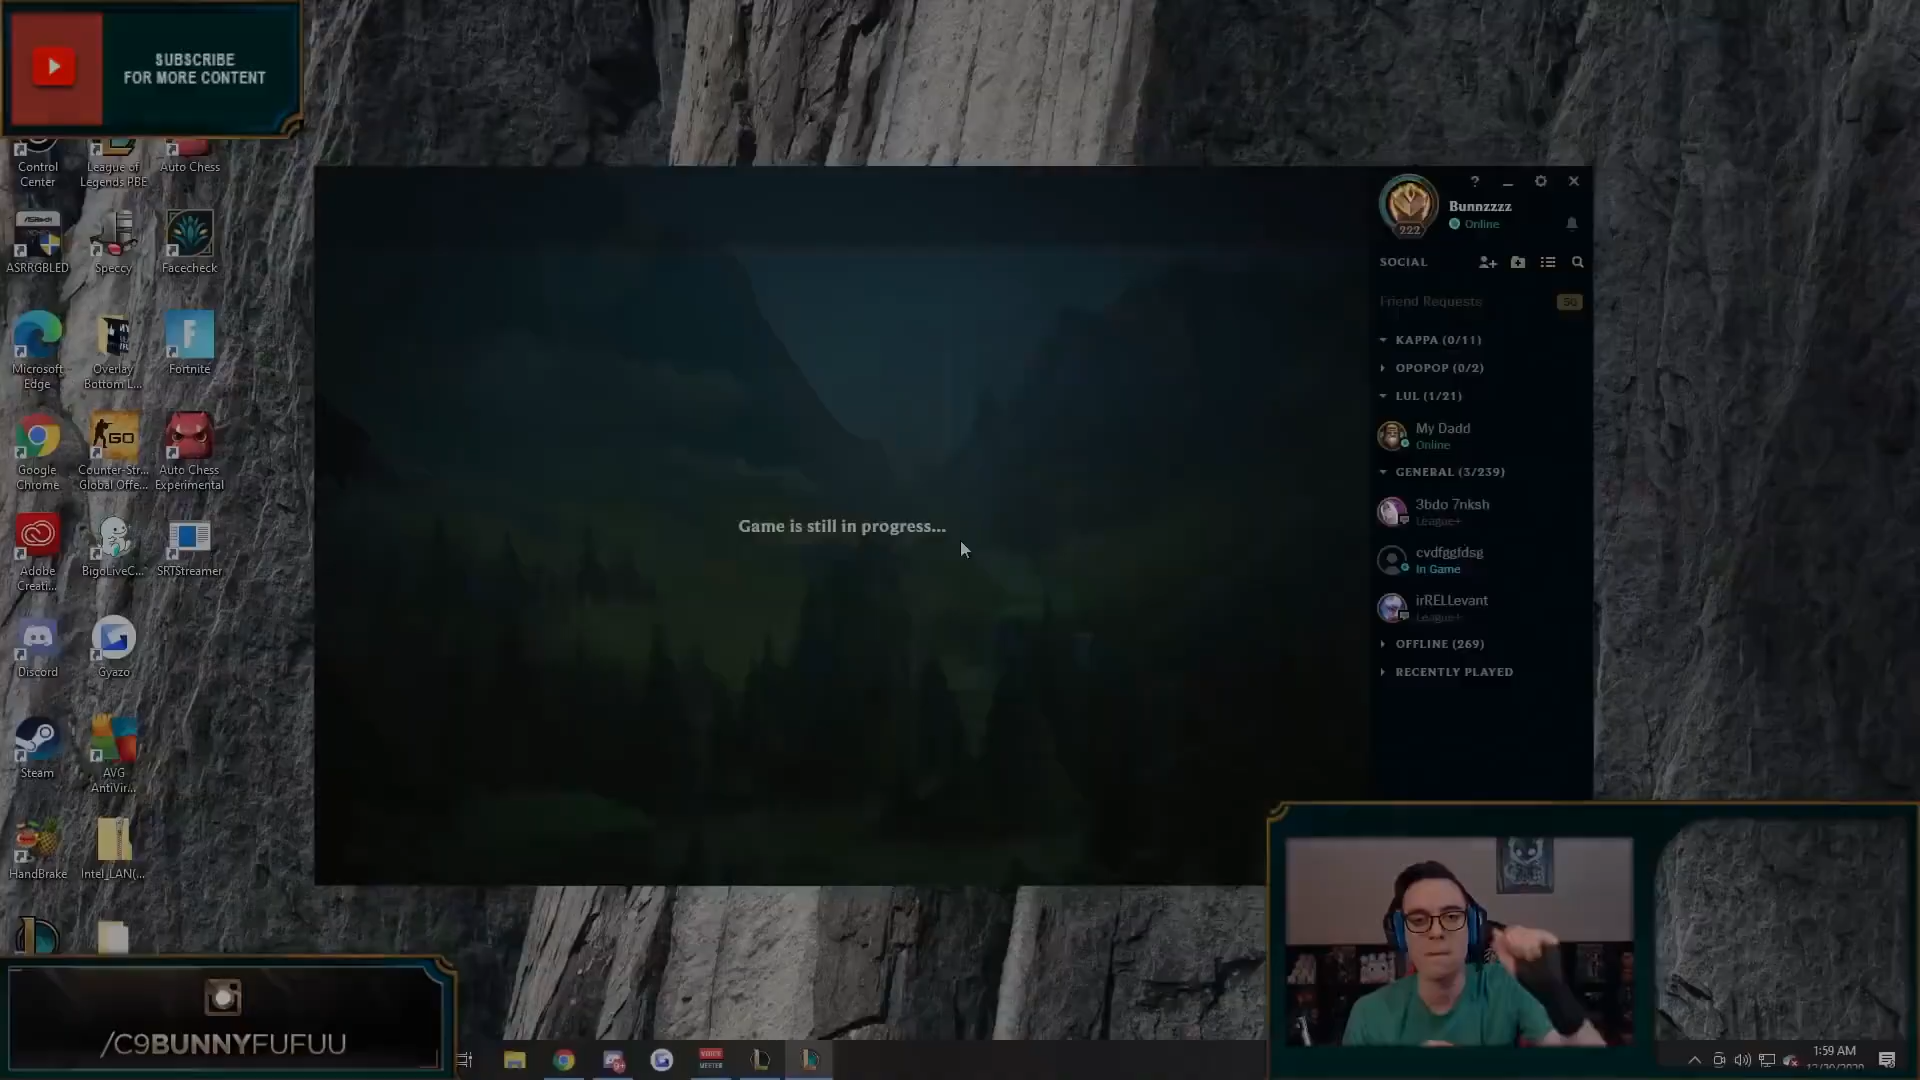 SUBSCRIBE
FOR MORE CONTENT
Control
Center
League of
Legends PBE
Auto Chess
ASRRGBLED
Speccy
Facecheck
Microsoft
Edge
Overlay
Bottom L...
Fortnite
Google
Chrome
Counter-Str...
Global Offe...
Auto Chess
Experimental
Adobe
Creati...
BigoLiveC...
SRTStreamer
Discord
Gyazo
Steam
AVG
AntiVir...
HandBrake
Intel_LAN(...
/C9BUNNYFUFUU
Game is still in progress...
222
Bunnzzzz
Online
SOCIAL
Friend Requests
50
KAPPA (0/11)
OPOPOP (0/2)
LUL (1/21)
My Dadd
Online
GENERAL (3/239)
3bdo 7nksh
League+
cvdfggfdsg
In Game
irRELLevant
League+
OFFLINE (269)
RECENTLY PLAYED
1:59 AM